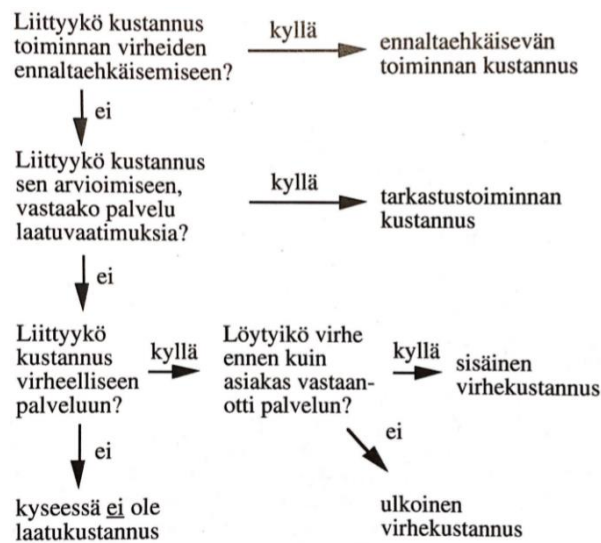 Liittyykö kustannus
toiminnan virheiden
ennaltaehkäisemiseen?
kyllä
ennaltaehkäisevän
toiminnan kustannus
ei
Liittyykö kustannus
sen arvioimiseen,
vastaako palvelu
laatuvaatimuksia?
kyllä
tarkastustoiminnan
kustannus
ei
Liittyykö
kustannus
virheelliseen
palveluun?
kyllä
Löytyikö virhe
ennen kuin
asiakas vastaan-
otti palvelun?
kyllä
sisäinen
virhekustannus
ei
ei
kyseessä ei ole
laatukustannus
ulkoinen
virhekustannus